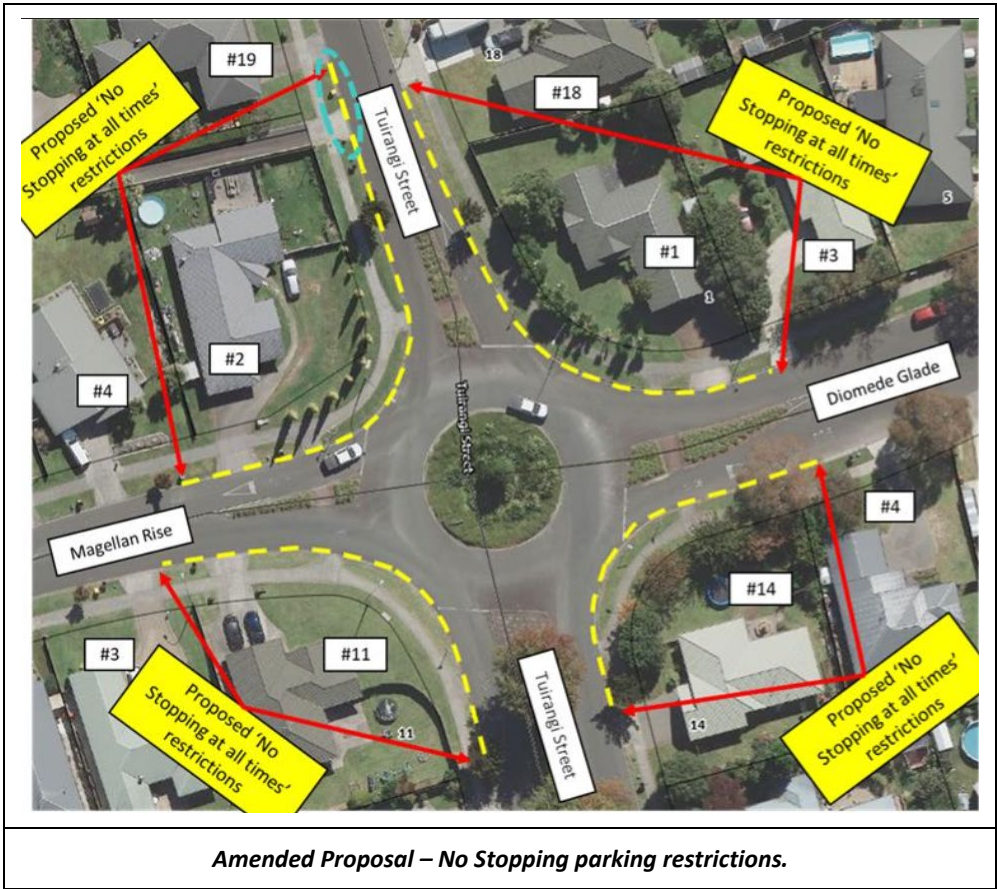 #19
18
#18
Proposed 'No
Stopping at all times'
restrictions
Tuirangi Street
Proposed 'No
Stopping at all times'
restrictions
5
#1
1
#3
#2
#4
Diomede Glade
Tuirangi Street
Magellan Rise
#4
#14
#3
#11
11
Proposed 'No
Stopping at all times'
restrictions
Tuirangi Street
14
Proposed 'No
Stopping at all times'
restrictions
Amended Proposal – No Stopping parking restrictions.